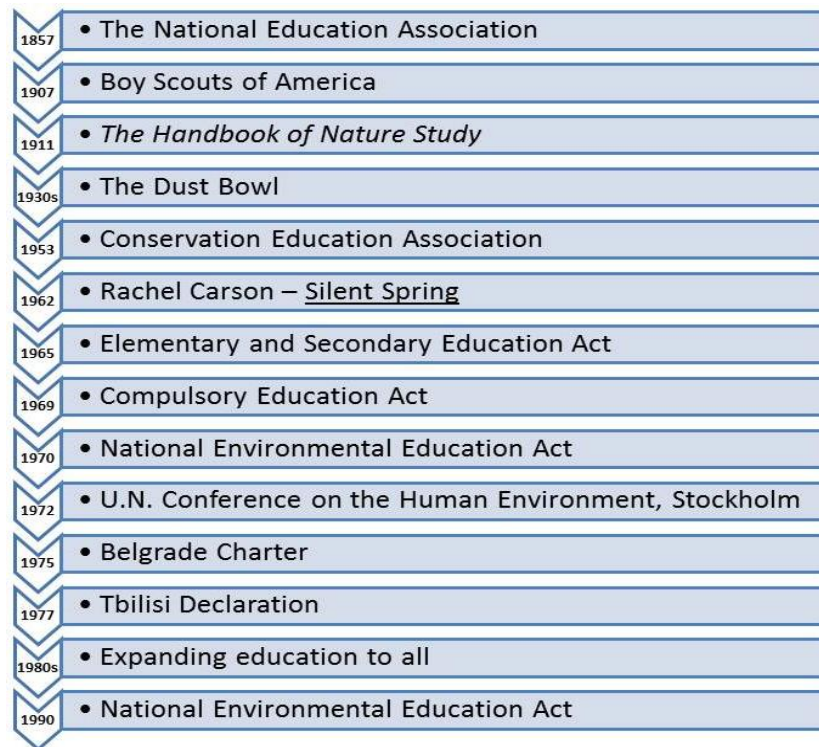 1857 • The National Education Association
1907 • Boy Scouts of America
1911 • The Handbook of Nature Study
1930s • The Dust Bowl
1953 • Conservation Education Association
1962 • Rachel Carson – Silent Spring
1965 • Elementary and Secondary Education Act
1969 • Compulsory Education Act
1970 • National Environmental Education Act
1972 • U.N. Conference on the Human Environment, Stockholm
1975 • Belgrade Charter
1977 • Tbilisi Declaration
1980s • Expanding education to all
1990 • National Environmental Education Act